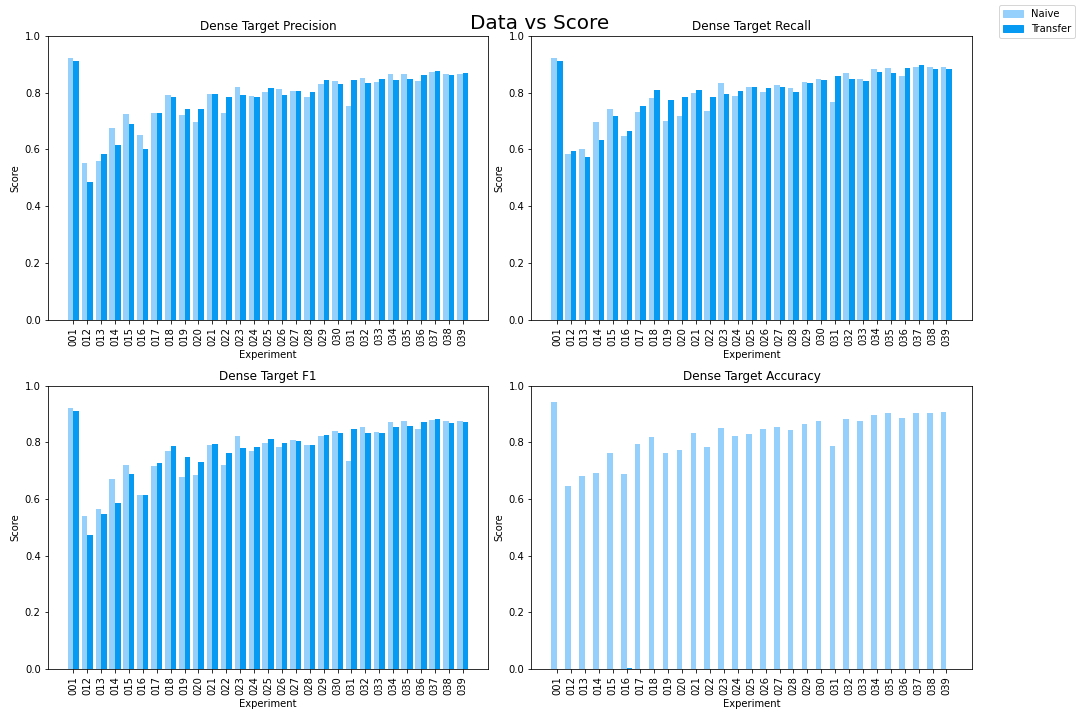 Data vs Score
Naive
Transfer
Dense Target Precision
1.0
0.8
0.6
0.4
0.2
0.0
Score
001 012 013 014 015 016 017 018 019 020 021 022 023 024 025 026 027 028 029 030 031 032 033 034 035 036 037 038 039
Experiment
Dense Target Recall
1.0
0.8
0.6
0.4
0.2
0.0
Score
001 012 013 014 015 016 017 018 019 020 021 022 023 024 025 026 027 028 029 030 031 032 033 034 035 036 037 038 039
Experiment
Dense Target F1
1.0
0.8
0.6
0.4
0.2
0.0
Score
001 012 013 014 015 016 017 018 019 020 021 022 023 024 025 026 027 028 029 030 031 032 033 034 035 036 037 038 039
Experiment
Dense Target Accuracy
1.0
0.8
0.6
0.4
0.2
0.0
Score
001 012 013 014 015 016 017 018 019 020 021 022 023 024 025 026 027 028 029 030 031 032 033 034 035 036 037 038 039
Experiment